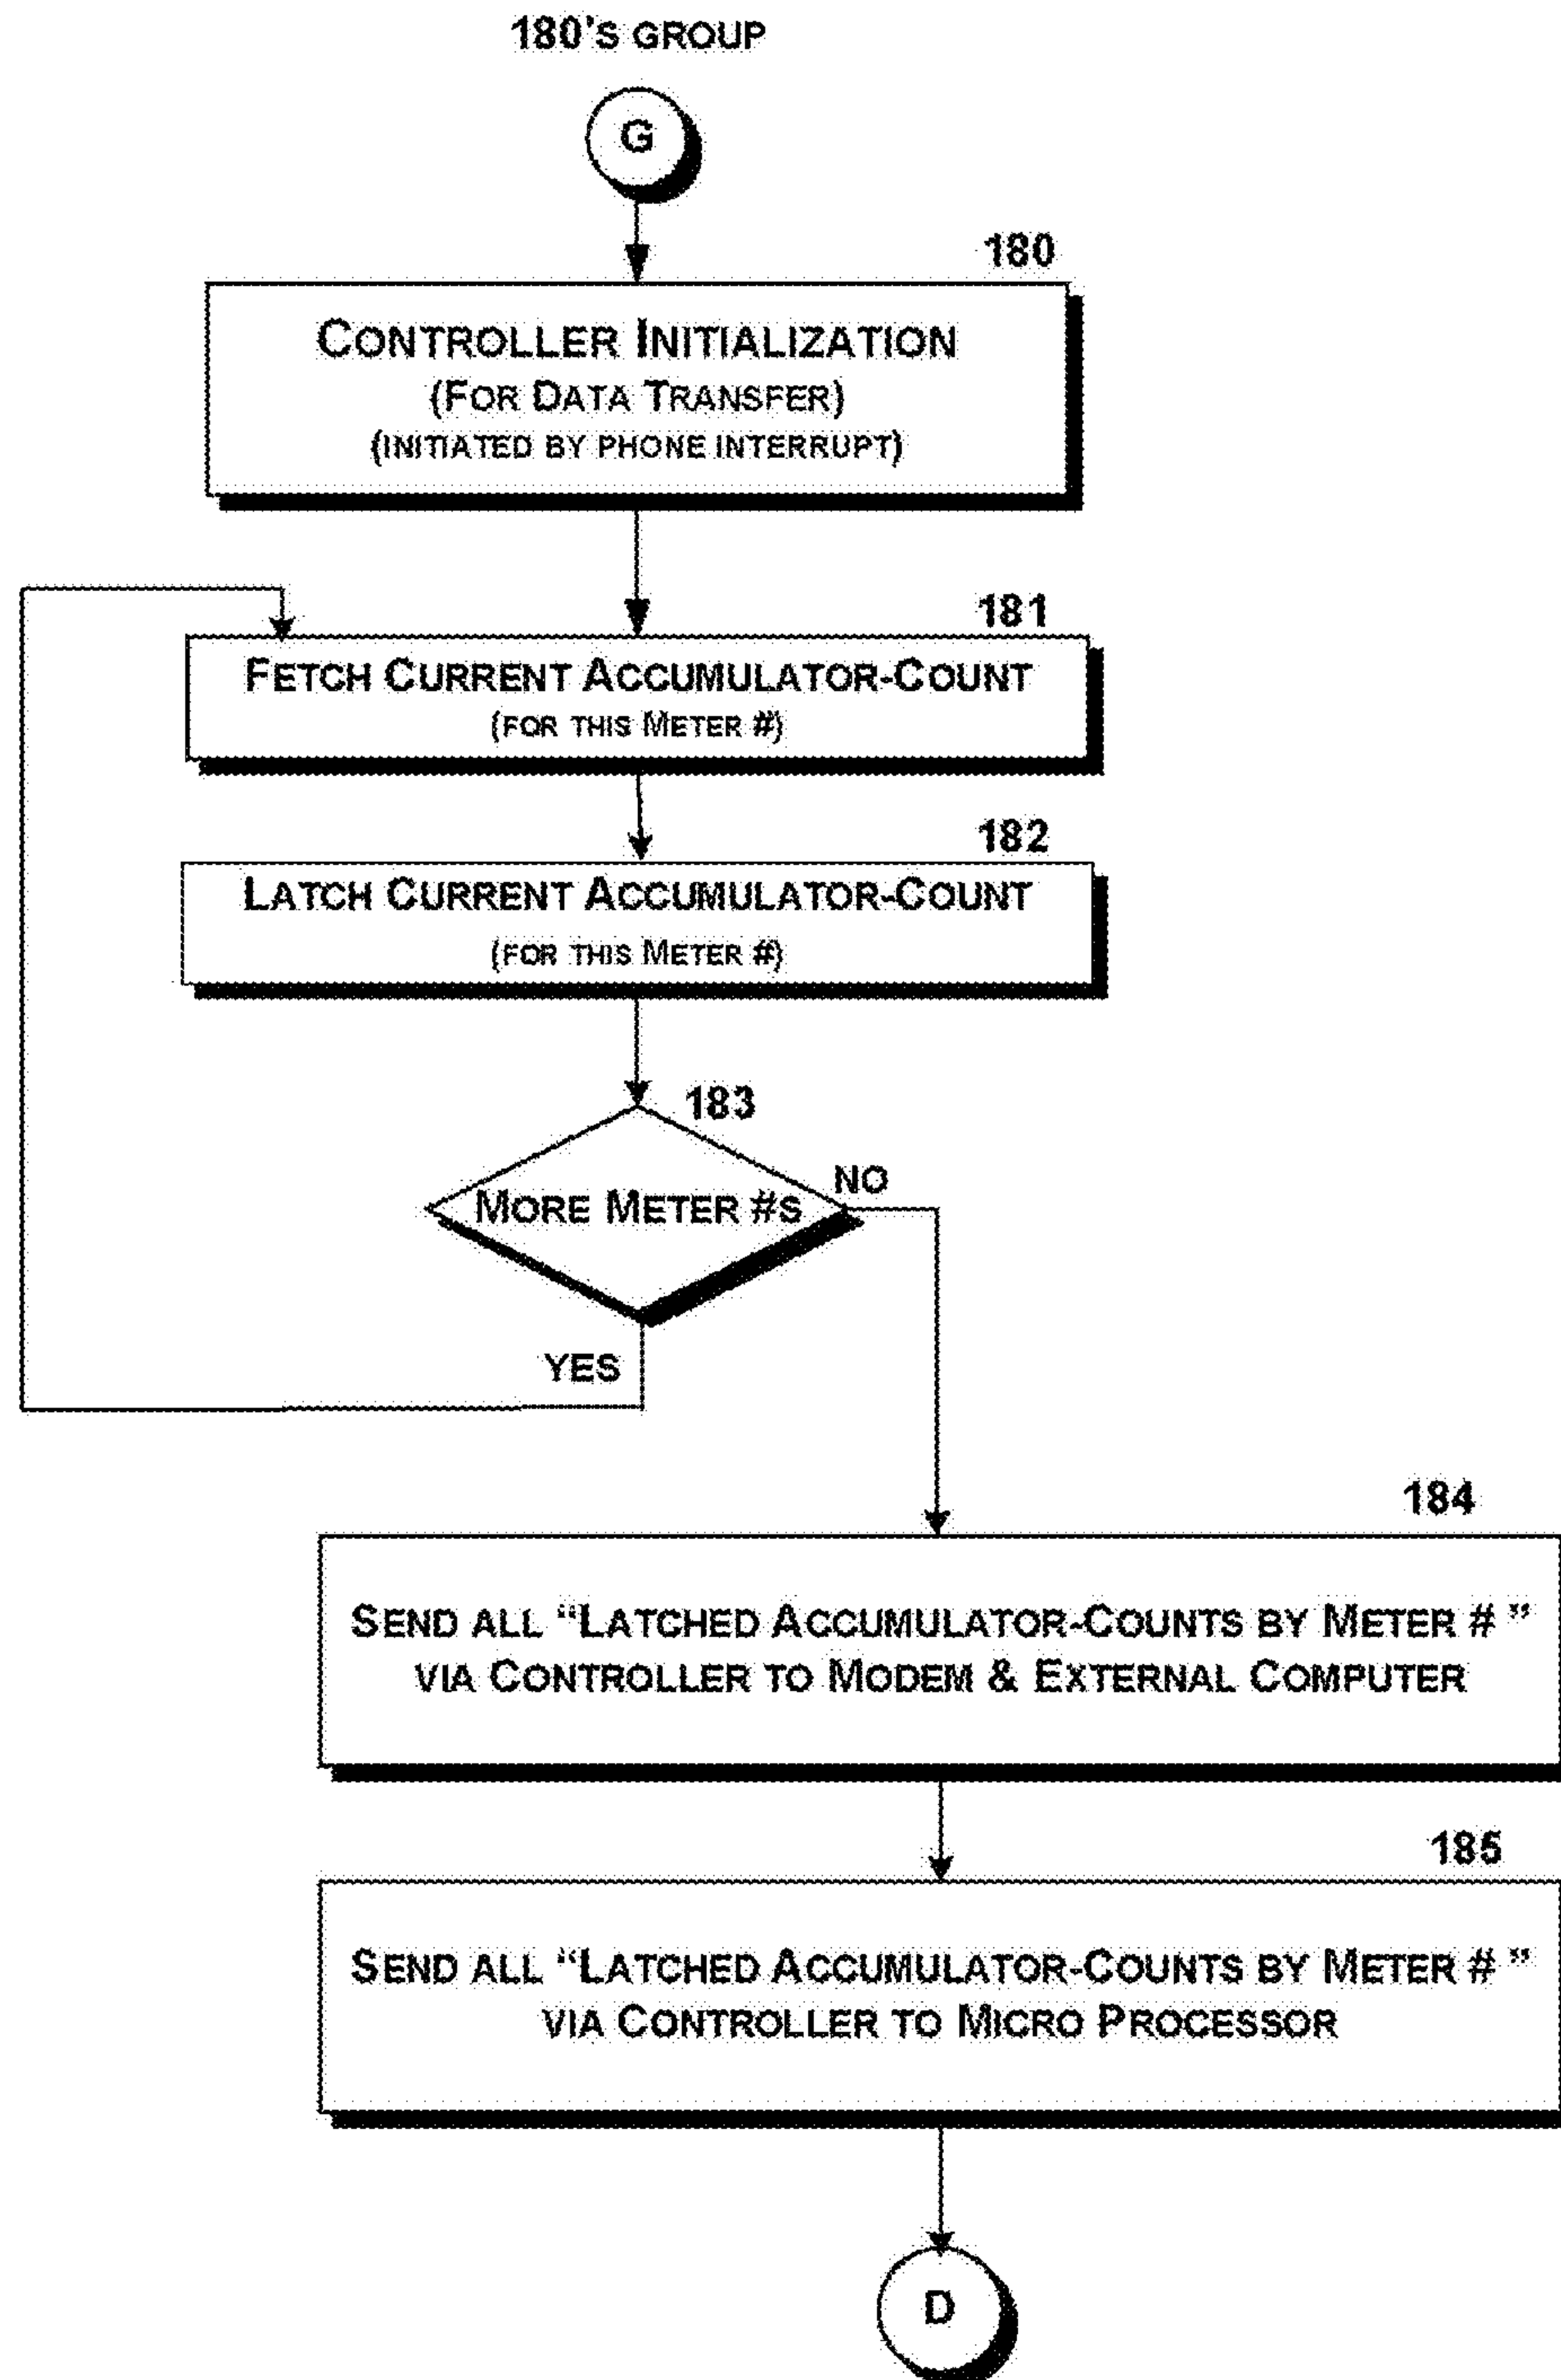 180'S GROUP
G
180
CONTROLLER INITIALIZATION
(FOR DATA TRANSFER)
(INITIATED BY PHONE INTERRUPT)
181
FETCH CURRENT ACCUMULATOR-COUNT
(FOR THIS METER #)
182
LATCH CURRENT ACCUMULATOR-COUNT
(FOR THIS METER #)
183
MORE METER #S
NO
YES
184
SEND ALL “LATCHED ACCUMULATOR-COUNTS BY METER # ”
VIA CONTROLLER TO MODEM & EXTERNAL COMPUTER
185
SEND ALL “LATCHED ACCUMULATOR-COUNTS BY METER # ”
VIA CONTROLLER TO MICRO PROCESSOR
D